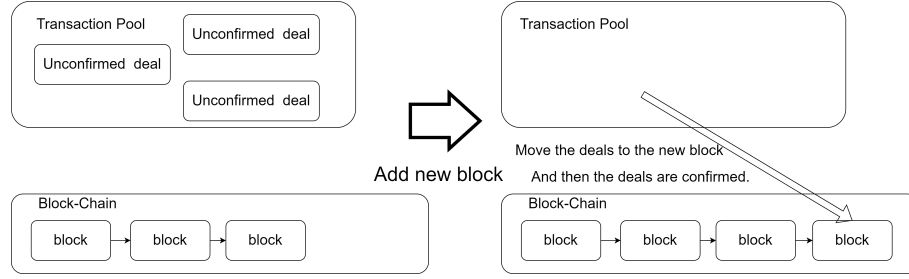 Transaction Pool
Unconfirmed deal
Unconfirmed deal
Unconfirmed deal
Block-Chain
block
block
block
Add new block
Transaction Pool
Move the deals to the new block
And then the deals are confirmed.
Block-Chain
block
block
block
block